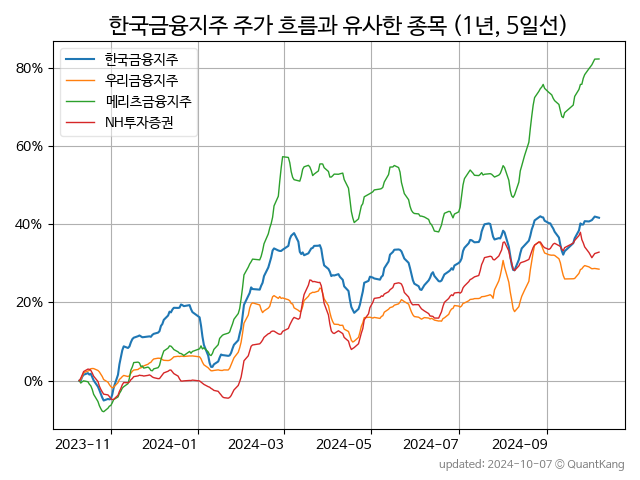 한국금융지주 주가 흐름과 유사한 종목 (1년, 5일선)
한국금융지주
우리금융지주
메리츠금융지주
NH투자증권
80%
60%
40%
20%
0%
2023-11 2024-01 2024-03 2024-05 2024-07 2024-09
updated: 2024-10-07 © QuantKang